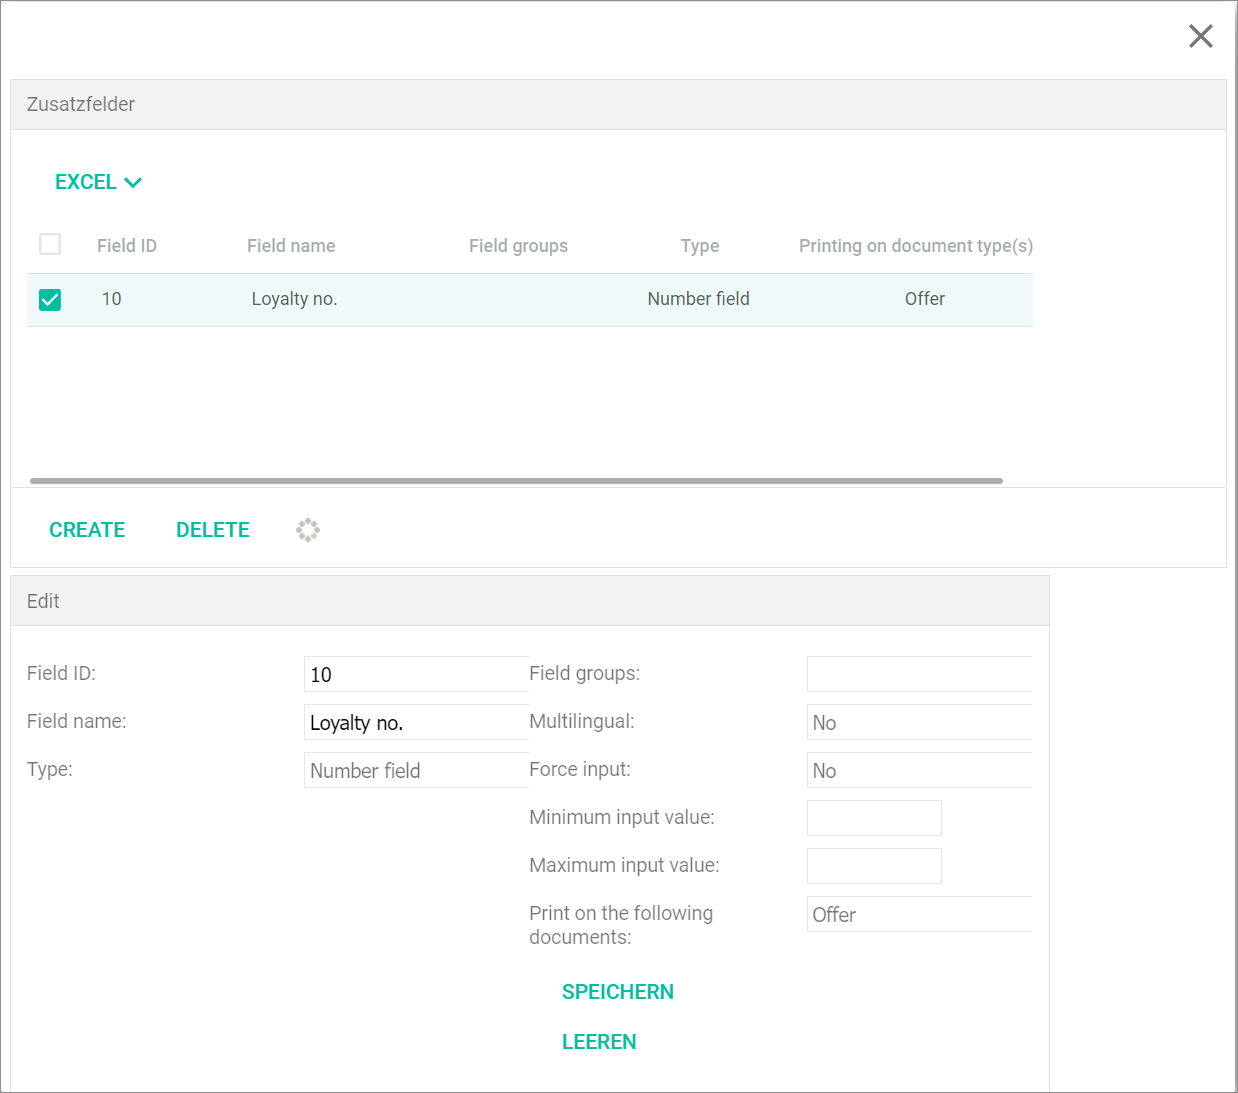 Zusatzfelder
EXCEL
Field ID Field name Field groups Type Printing on document type(s)
10 Loyalty no. Number field Offer
CREATE DELETE
Edit
Field ID: 10 Field groups:
Field name: Loyalty no. Multilingual: No
Type: Number field Force input: No
Minimum input value:
Maximum input value:
Print on the following Offer
documents:
SPEICHERN
LEEREN